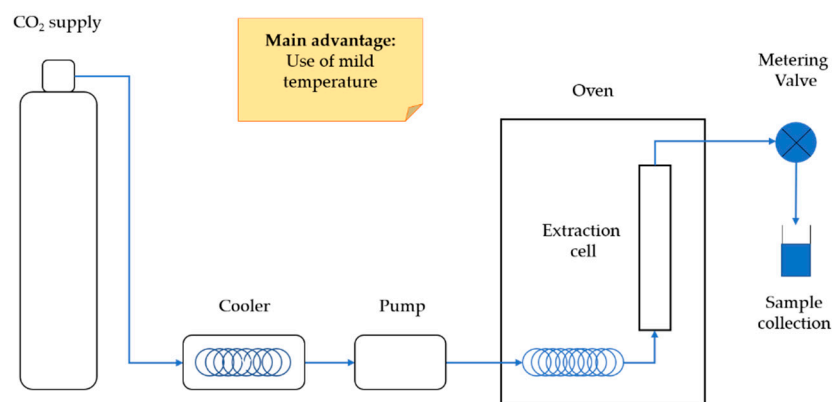 CO₂ supply
Main advantage:
Use of mild
temperature
Metering
Valve
Oven
Extraction
cell
Cooler
Pump
Sample
collection